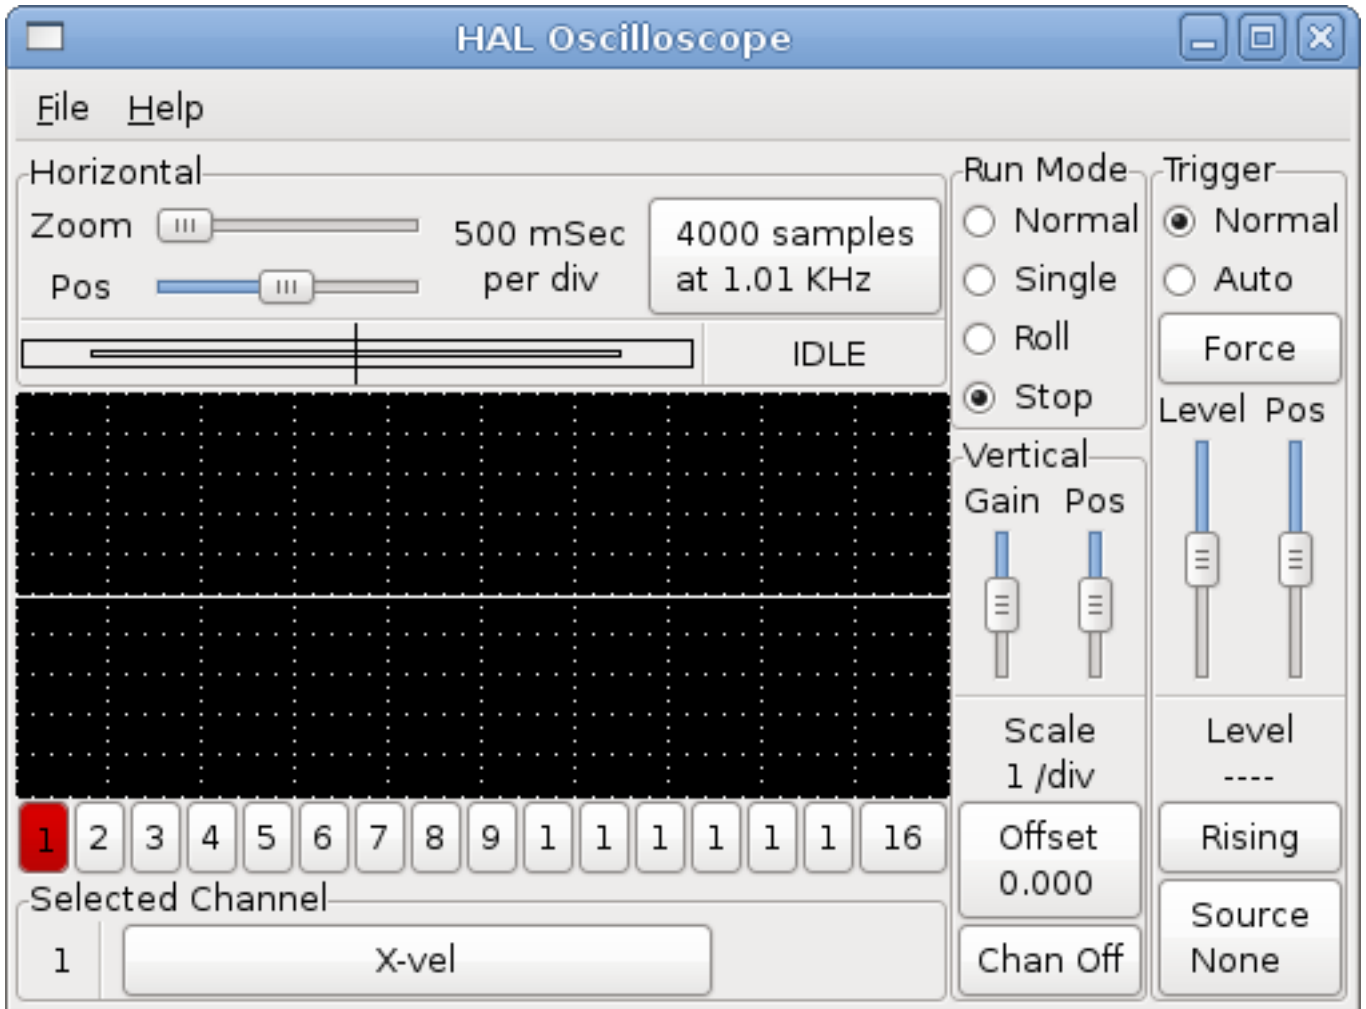 HAL Oscilloscope
File Help
Horizontal
Zoom
Pos
500 mSec
per div
4000 samples
at 1.01 KHz
IDLE
Run Mode
Normal
Single
Roll
Stop
Trigger
Normal
Auto
Force
Level Pos
Vertical
Gain Pos
Scale
1 /div
Offset
0.000
Chan Off
Level
----
Rising
Source
None
1 2 3 4 5 6 7 8 9 1 1 1 1 1 1 16
Selected Channel
1 X-vel